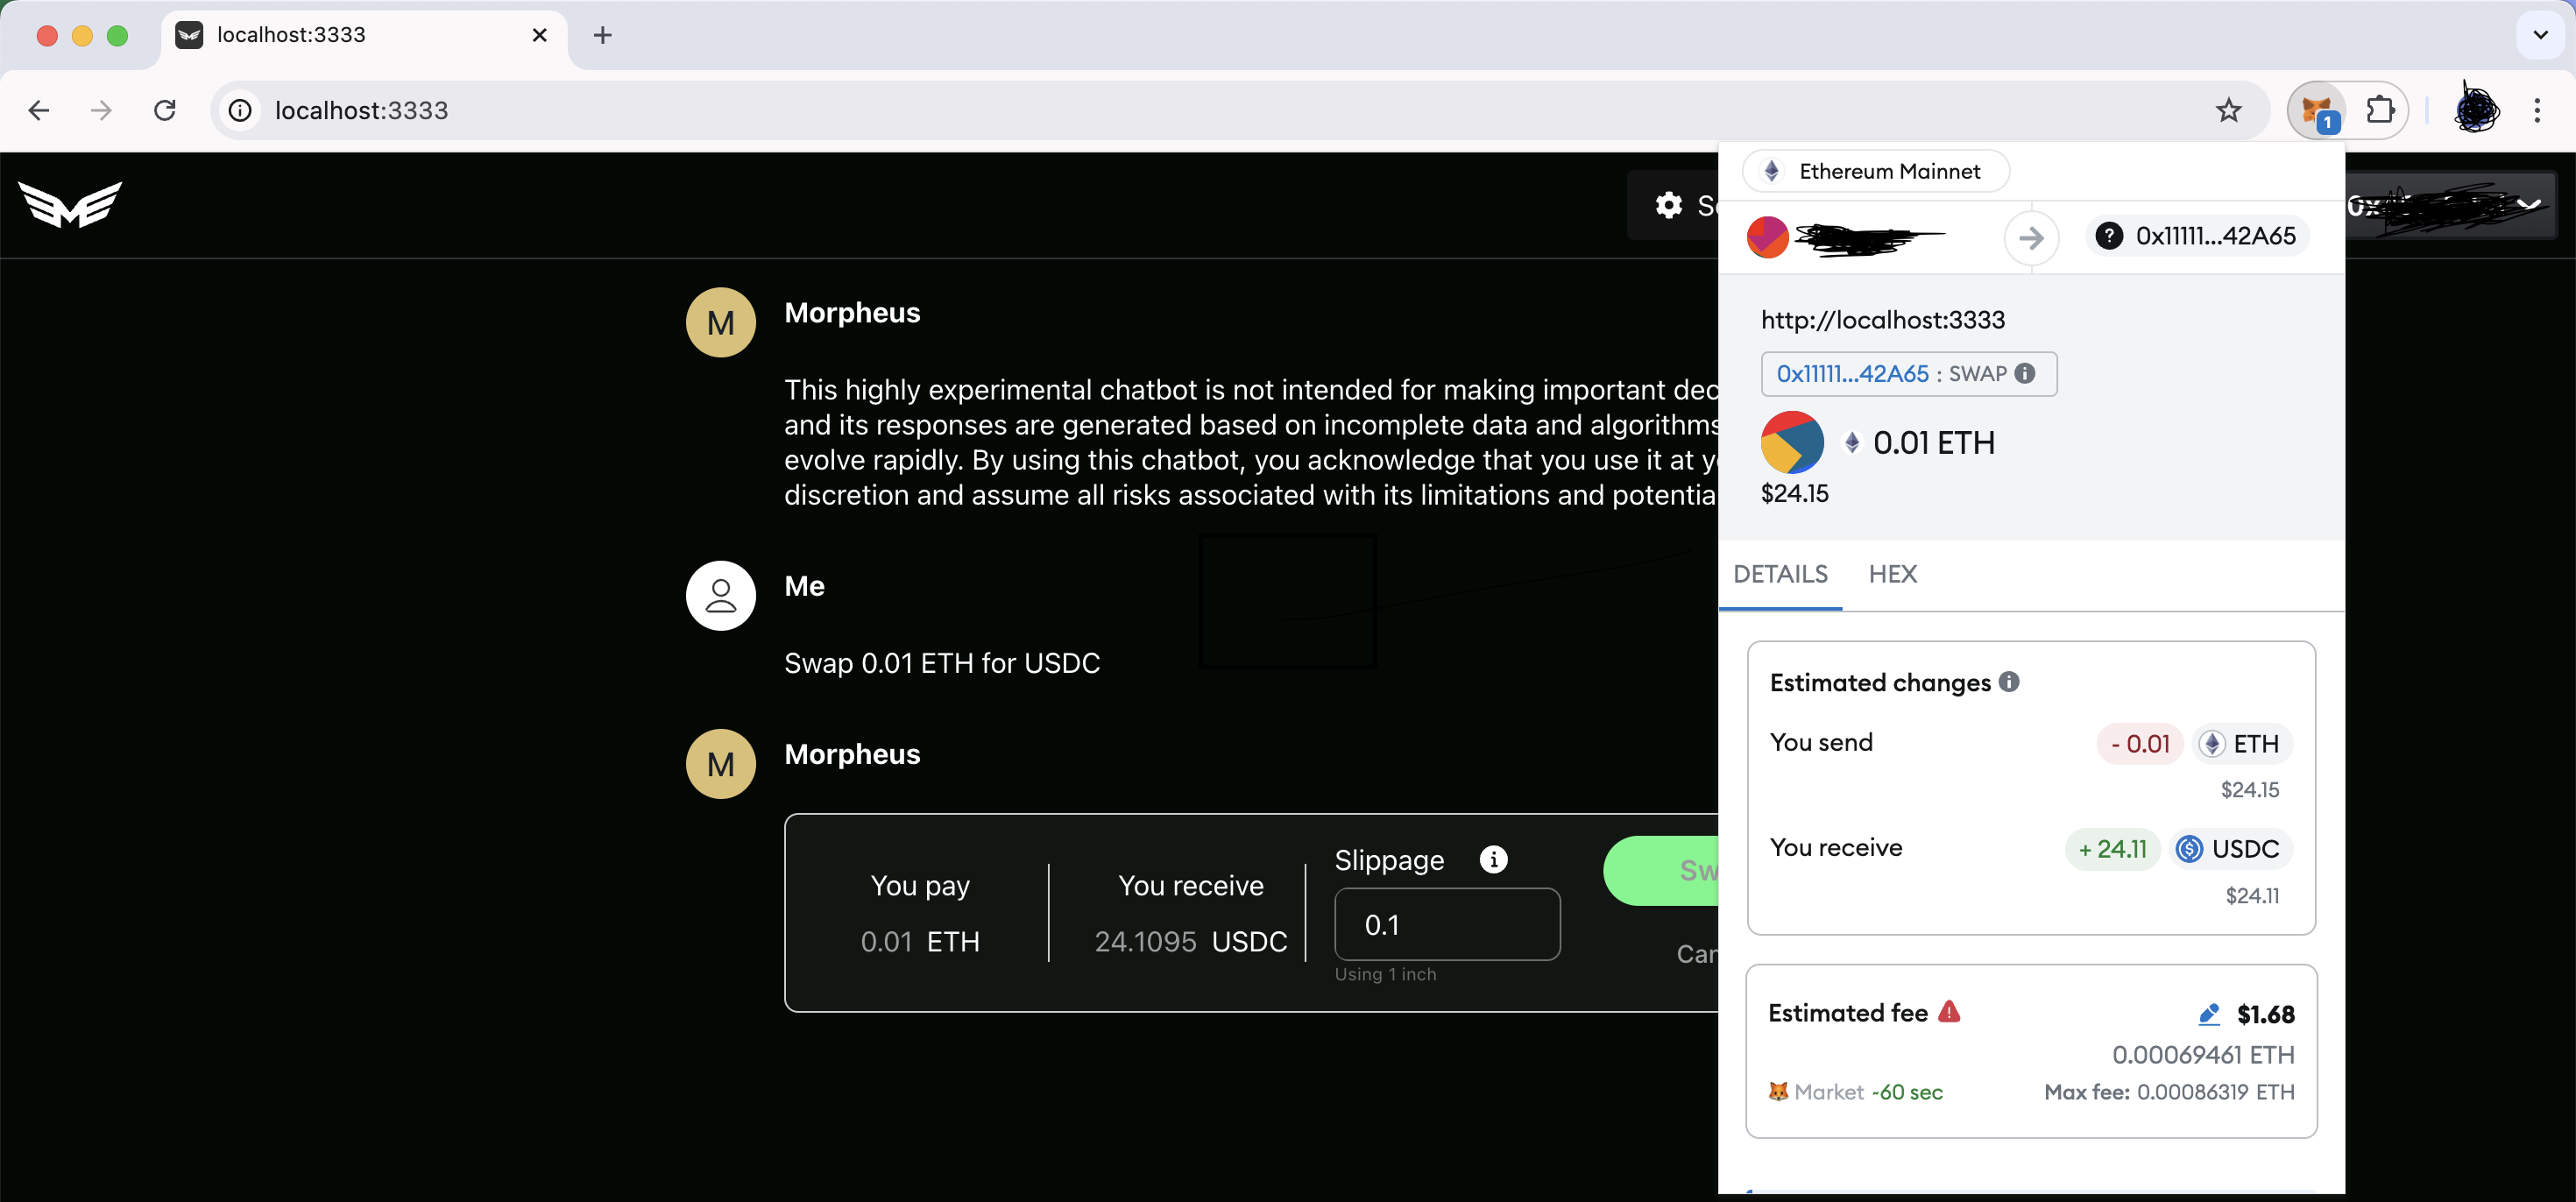 localhost:3333
localhost:3333
1
Ethereum Mainnet
0x11111...42A65
http://localhost:3333
0x11111...42A65 : SWAP
0.01 ETH
$24.15
DETAILS
HEX
Estimated changes
You send
- 0.01
ETH
$24.15
You receive
+ 24.11
USDC
$24.11
Estimated fee
$1.68
0.00069461 ETH
Market ~60 sec
Max fee: 0.00086319 ETH
M
Morpheus
This highly experimental chatbot is not intended for making important
and its responses are generated based on incomplete data and algorithms
evolve rapidly. By using this chatbot, you acknowledge that you use it at
discretion and assume all risks associated with its limitations and
Me
Swap 0.01 ETH for USDC
M
Morpheus
You pay
0.01 ETH
You receive
24.1095 USDC
Slippage
0.1
Using 1 inch